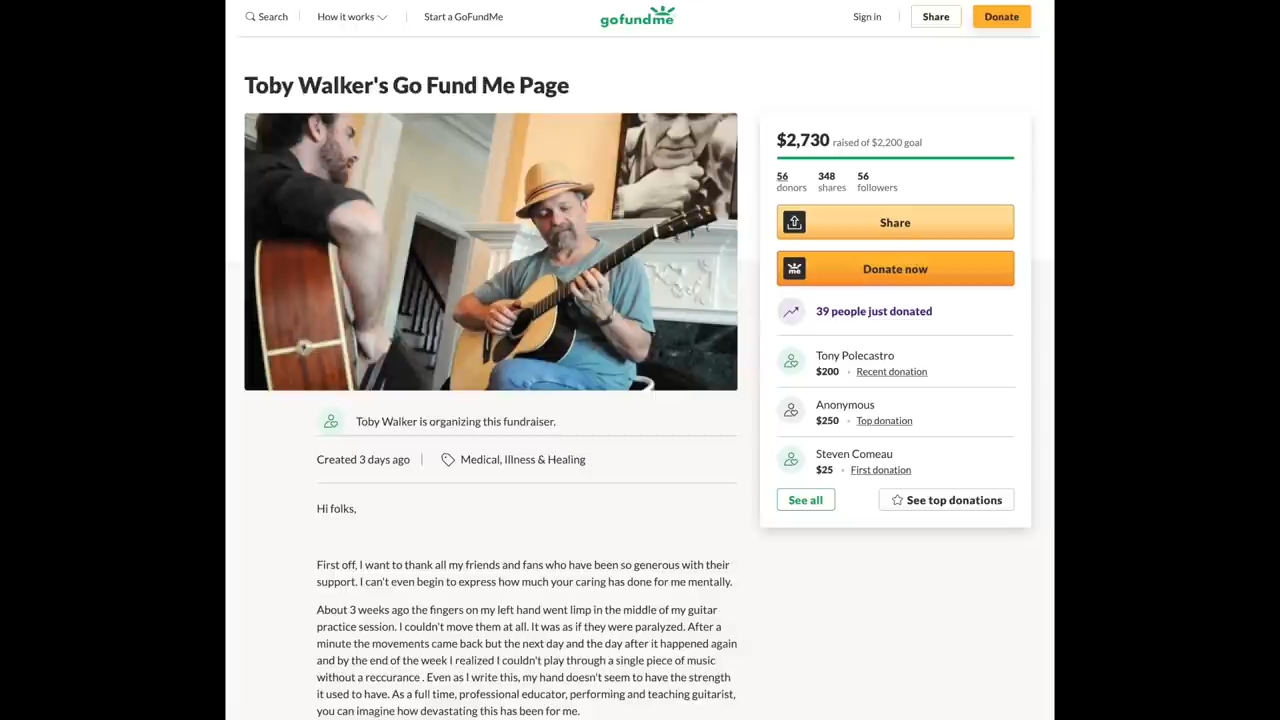 Search
How it works
Start a GoFundMe
gofundme
Sign in
Share
Donate
Toby Walker's Go Fund Me Page
$2,730 raised of $2,200 goal
56
donors
348
shares
56
followers
Share
me
Donate now
39 people just donated
Tony Polecastro
$200 • Recent donation
Anonymous
$250 • Top donation
Steven Comeau
$25 • First donation
See all
See top donations
Toby Walker is organizing this fundraiser.
Created 3 days ago
Medical, Illness & Healing
Hi folks,
First off, I want to thank all my friends and fans who have been so generous with their
support. I can't even begin to express how much your caring has done for me mentally.
About 3 weeks ago the fingers on my left hand went limp in the middle of my guitar
practice session. I couldn't move them at all. It was as if they were paralyzed. After a
minute the movements came back but the next day and the day after it happened again
and by the end of the week I realized I couldn't play through a single piece of music
without a reccurance . Even as I write this, my hand doesn't seem to have the strength
it used to have. As a full time, professional educator, performing and teaching guitarist,
you can imagine how devastating this has been for me.